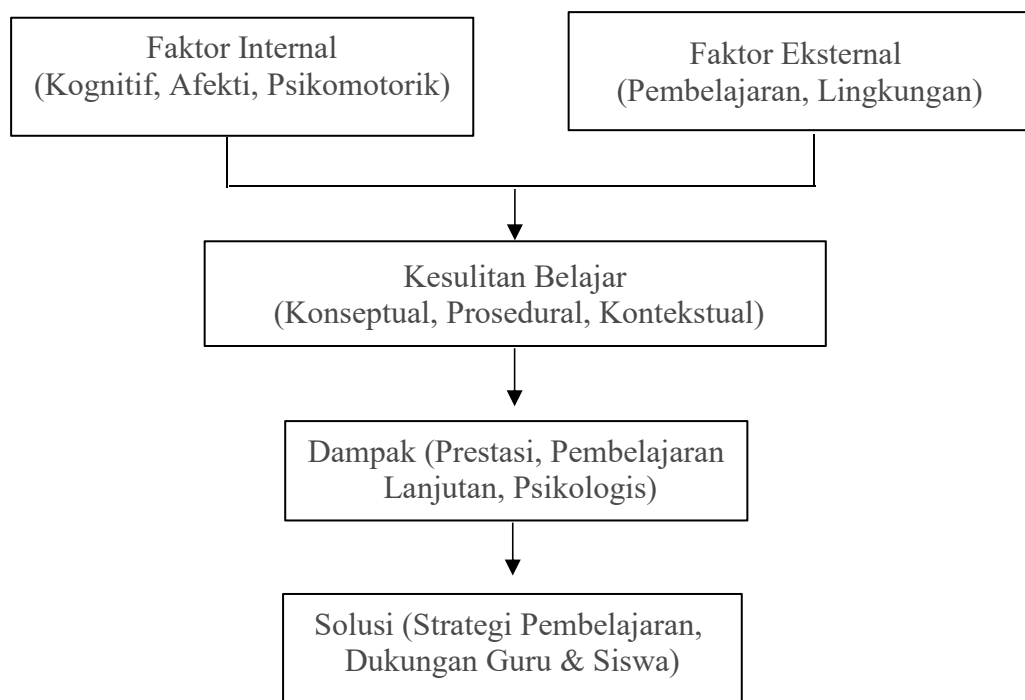 Faktor Internal
(Kognitif, Afekti, Psikomotorik)
Faktor Eksternal
(Pembelajaran, Lingkungan)
Kesulitan Belajar
(Konseptual, Prosedural, Kontekstual)
Dampak (Prestasi, Pembelajaran
Lanjutan, Psikologis)
Solusi (Strategi Pembelajaran,
Dukungan Guru & Siswa)